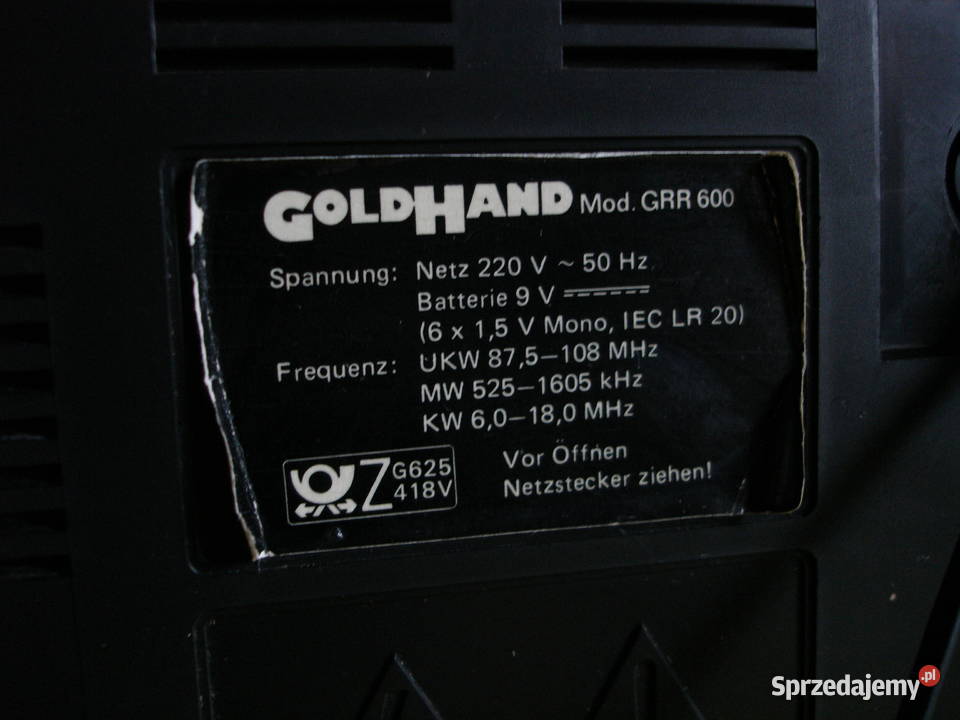 GOLDHAND Mod. GRR 600
Spannung: Netz 220 V ~ 50 Hz
Batterie 9 V ⎓
(6 x 1,5 V Mono, IEC LR 20)
Frequenz: UKW 87,5–108 MHz
MW 525–1605 kHz
KW 6,0–18,0 MHz
Z G625
418V
Vor Öffnen
Netzstecker ziehen!
Sprzedajemy.pl